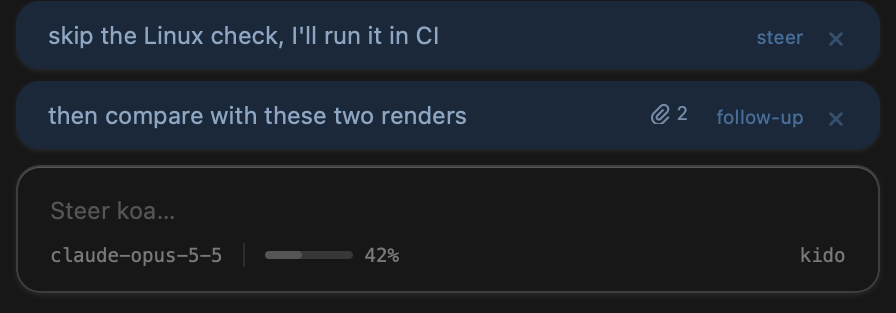 skip the Linux check, I'll run it in CI steer ×
then compare with these two renders 2 follow-up ×
Steer koa...
claude-opus-5-5 42% kido